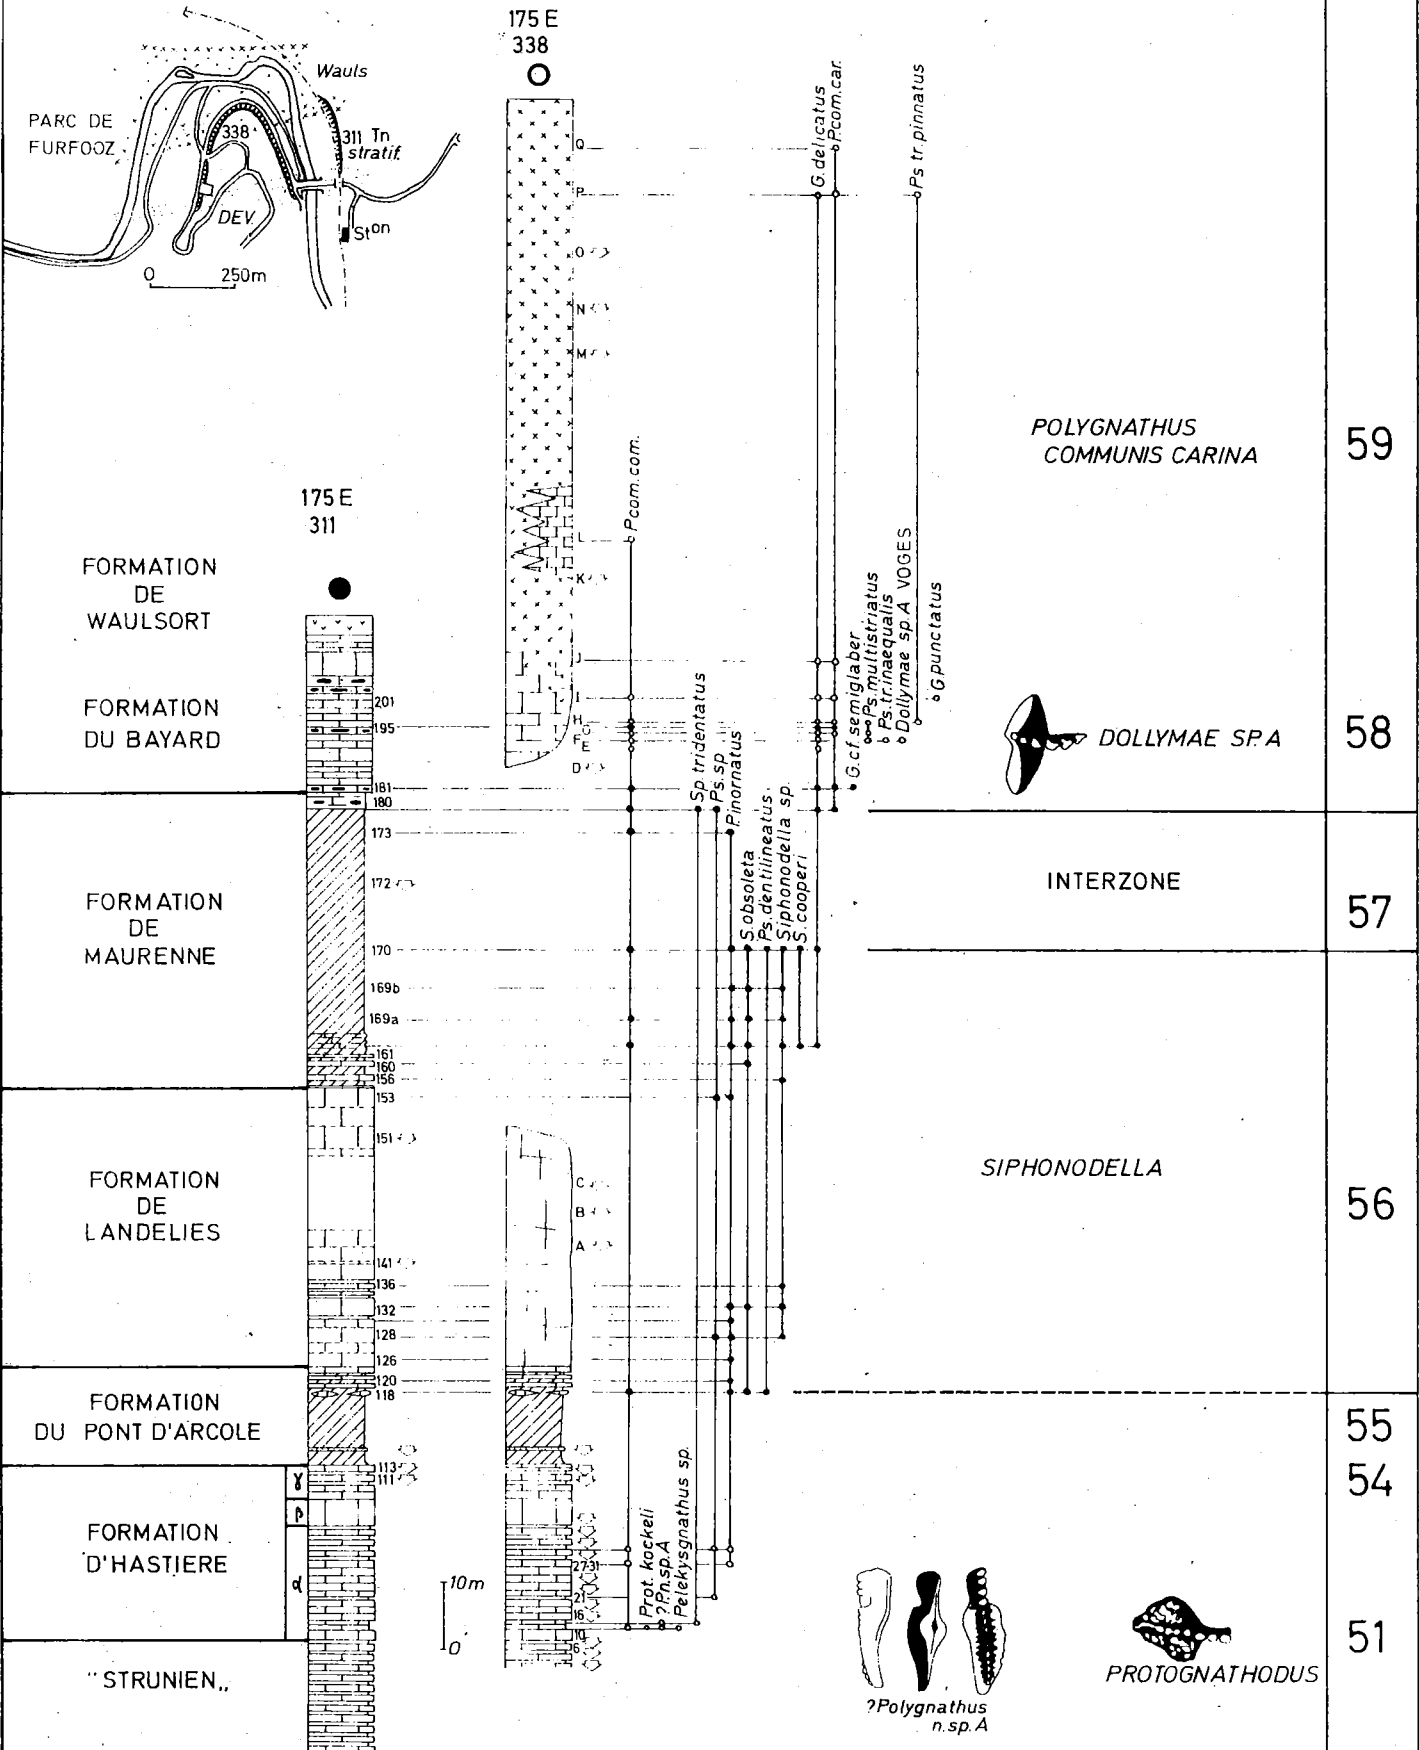 175 E
338
Wauls
PARC DE
FURFOOZ
338
311 Tn
stratif.
DEV.
Ston
0 250m
G.delicatus
P.com.car.
Ps.tr.pinnatus
Q
P
O
N
M
L
K
J
I
H
G
F
E
D
P.com.com.
POLYGNATHUS
COMMUNIS CARINA
59
175 E
311
FORMATION
DE
WAULSORT
FORMATION
DU BAYARD
201
195
181
180
G.cf semiglaber
Ps.multistriatus
Ps.tr.inaequalis
Dollymae sp.A VOGES
G.punctatus
DOLLYMAE SP.A
58
Sp.tridentatus
Ps.sp
P.inornatus
S.obsoleta
Ps.dentilineatus
Siphonodella sp.
S.cooperi
FORMATION
DE
MAURENNE
173
172
170
169b
169a
161
160
156
INTERZONE
57
FORMATION
DE
LANDELIES
153
151
141
136
132
128
126
120
118
C
B
A
SIPHONODELLA
56
FORMATION
DU PONT D'ARCOLE
55
113
111
54
FORMATION
D'HASTIERE
γ
β
α
10m
0
27-31
21
16
10
6
Prot. kockeli
?P.n.sp.A
Pelekysgnathus sp.
?Polygnathus
n.sp.A
PROTOGNATHODUS
51
"STRUNIEN„